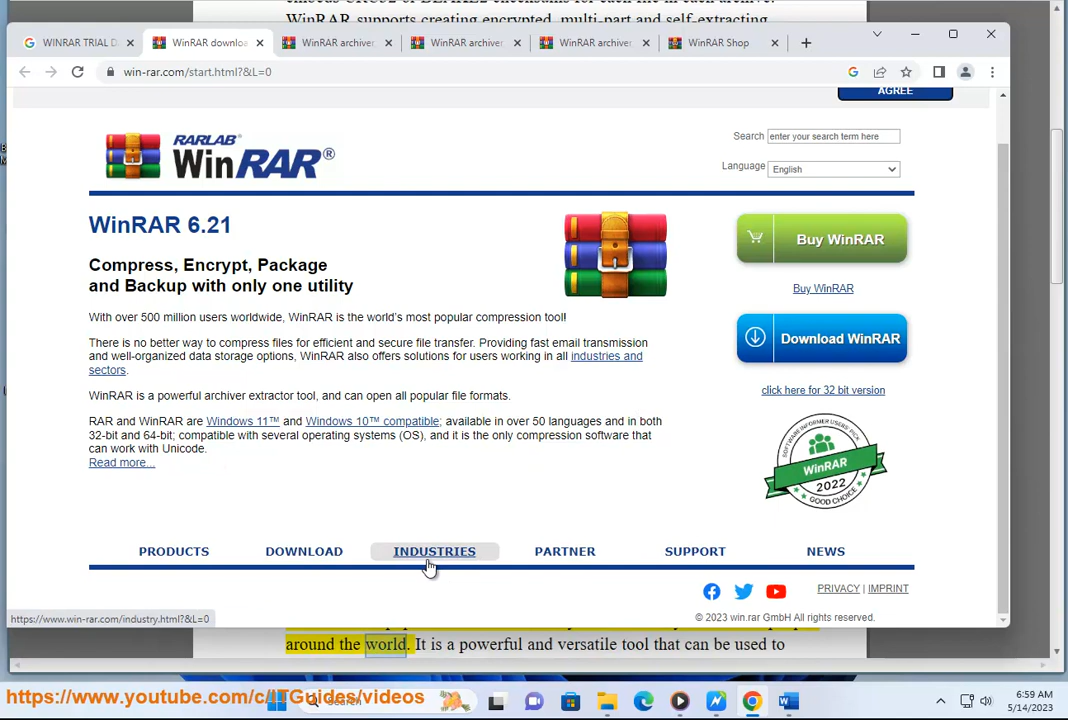 WinRAR supports creating encrypted, multi-part and self-extracting
WINRAR TRIAL D
WinRAR downloa
WinRAR archiver
WinRAR archiver
WinRAR archiver
WinRAR Shop
win-rar.com/start.html?&L=0
AGREE
RARLAB®
WinRAR®
Search
enter your search term here
Language
English
WinRAR 6.21
Compress, Encrypt, Package
and Backup with only one utility
With over 500 million users worldwide, WinRAR is the world's most popular compression tool!
There is no better way to compress files for efficient and secure file transfer. Providing fast email transmission
and well-organized data storage options, WinRAR also offers solutions for users working in all industries and
sectors.
WinRAR is a powerful archiver extractor tool, and can open all popular file formats.
RAR and WinRAR are Windows 11™ and Windows 10™ compatible; available in over 50 languages and in both
32-bit and 64-bit; compatible with several operating systems (OS), and it is the only compression software that
can work with Unicode.
Read more...
Buy WinRAR
Buy WinRAR
Download WinRAR
click here for 32 bit version
SOFTWARE INFORMER USERS' PICK
WinRAR
2022
GOOD CHOICE
PRODUCTS
DOWNLOAD
INDUSTRIES
PARTNER
SUPPORT
NEWS
PRIVACY | IMPRINT
© 2023 win.rar GmbH All rights reserved.
https://www.win-rar.com/industry.html?&L=0
around the world. It is a powerful and versatile tool that can be used to
https://www.youtube.com/c/ITGuides/videos
Search
6:59 AM
5/14/2023